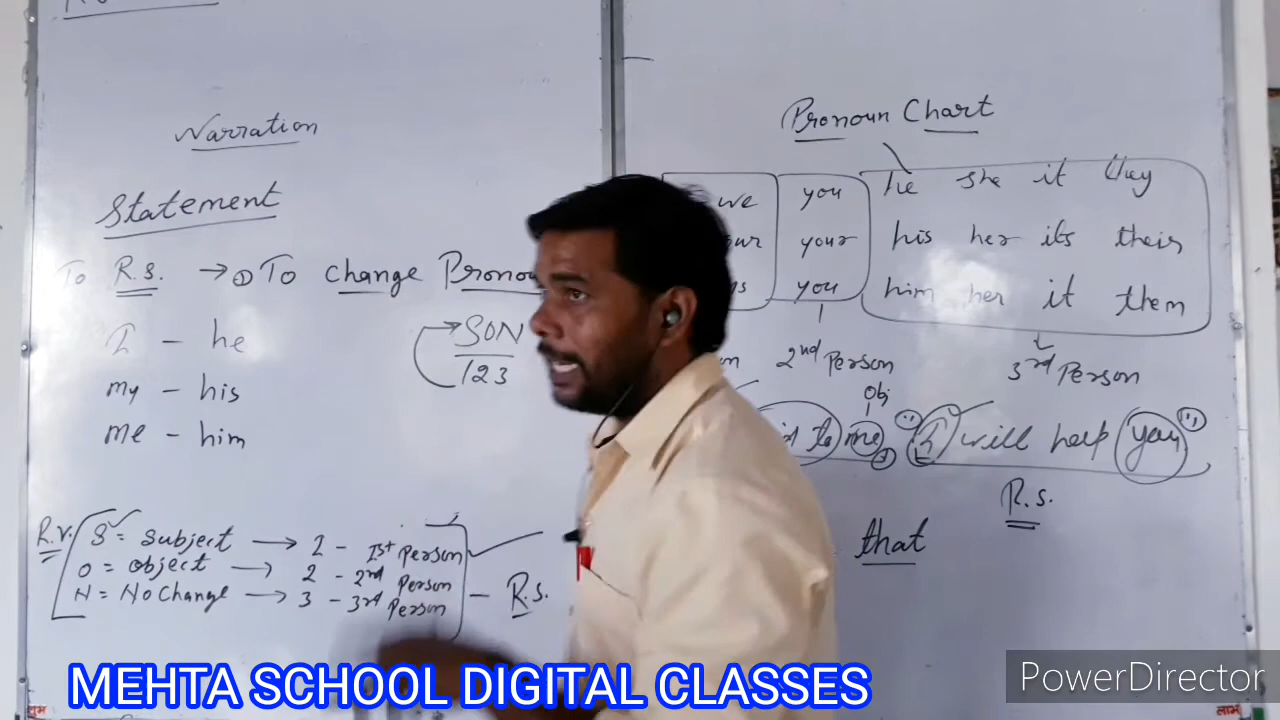 Narration
Statement
To R.S. → ① To Change
I - he
my - his
me - him
SON
123
R.V. S = Subject → 1 - Ist Person
O = Object → 2 - 2nd Person
N = No Change → 3 - 3rd Person - R.S.
Pronoun Chart
we you he she it they
your his her its their
you him her it them
2nd Person
3rd Person
Obj
me I will help you
R.S.
that
MEHTA SCHOOL DIGITAL CLASSES
PowerDirector
लाभ